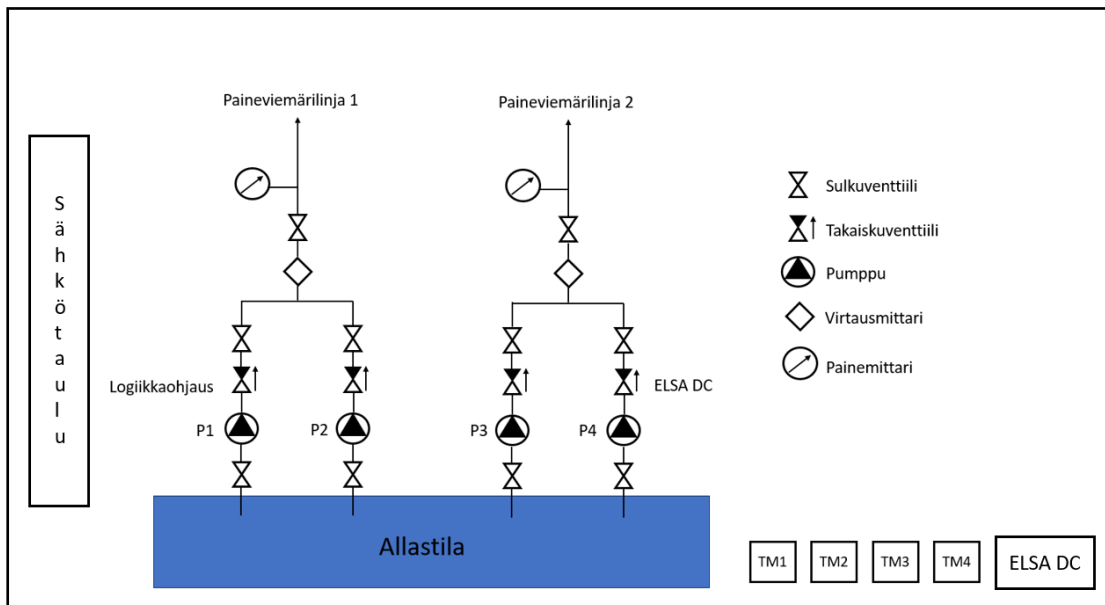 Paineviemärilinja 1
Paineviemärilinja 2
Sähkötaulu
Sulkuventtiili
Takaiskuventtiili
Pumppu
Virtausmittari
Painemittari
Logiikkaohjaus
ELSA DC
P1
P2
P3
P4
Allastila
TM1
TM2
TM3
TM4
ELSA DC